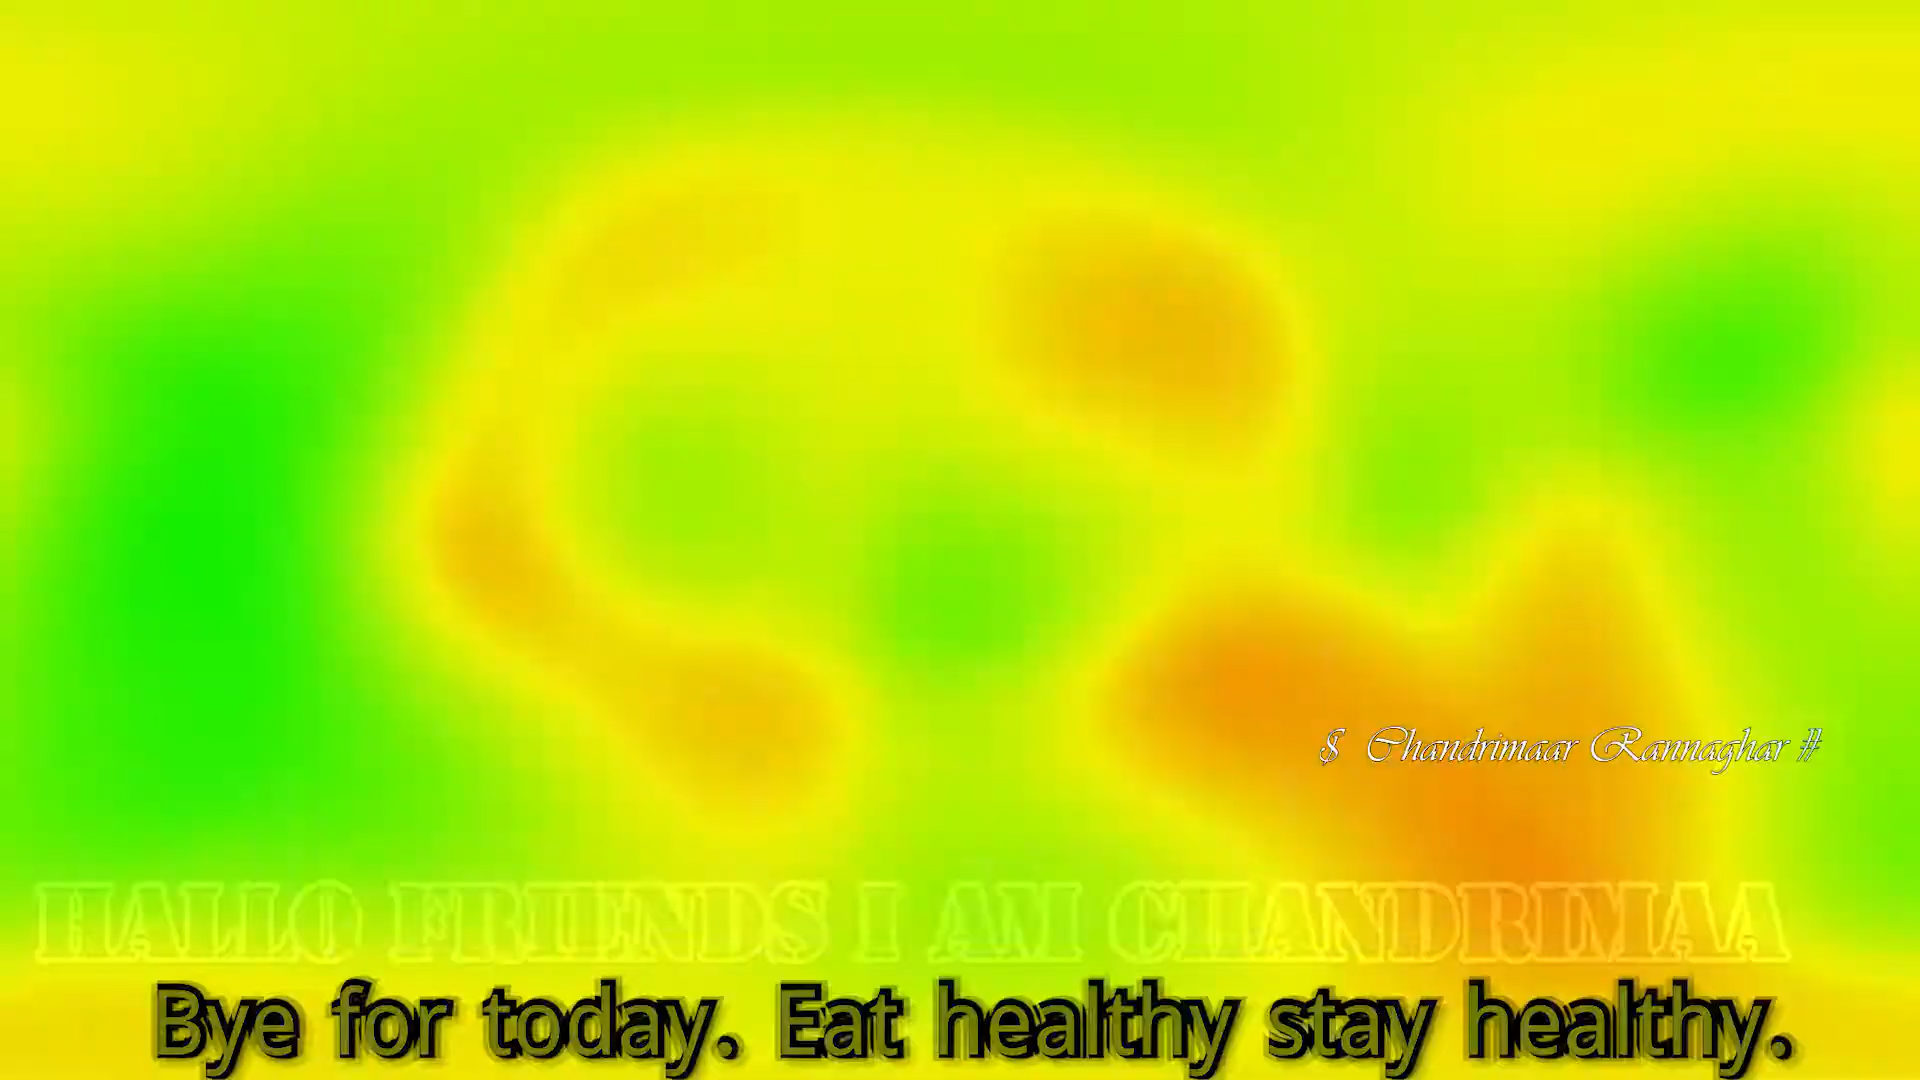 $ Chandrimaar Rannaghar #
HALLO FRIENDS I AM CHANDRIMAA
Bye for today. Eat healthy stay healthy.